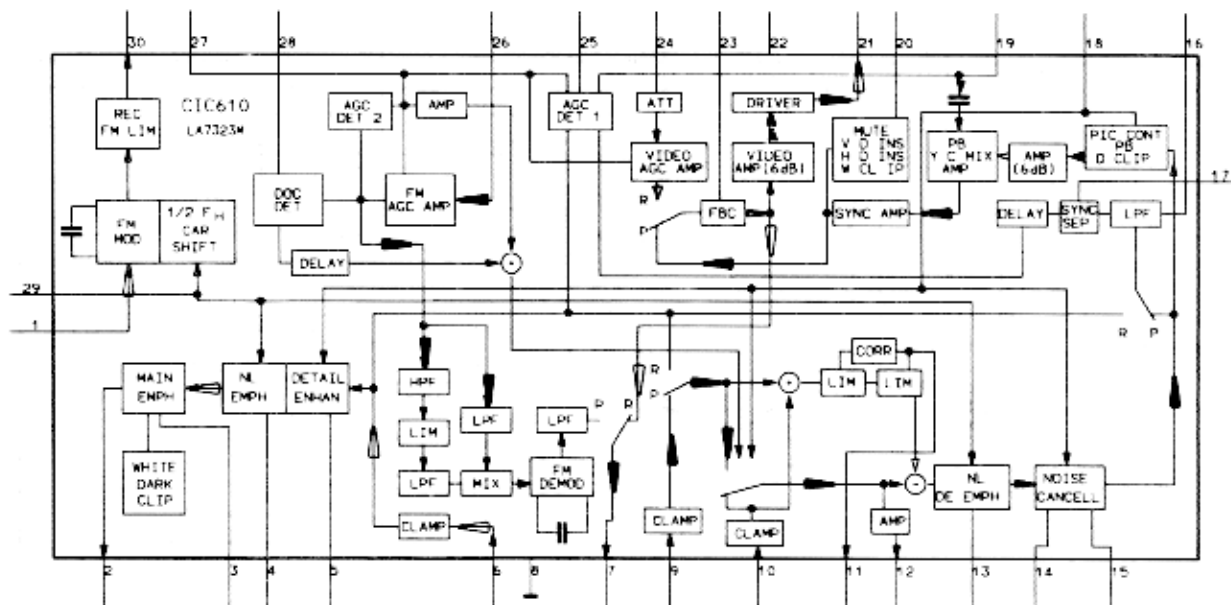 30 27 28 26 25 24 23 22 21 20 19 18 16
REC
FM LIM
CIC610
LA7323M
AGC
DET 2
AMP
AGC
DET 1
ATT
DRIVER
MUTE
V D INS
H D INS
W CLIP
PB
Y C MIX
AMP
AMP
(6dB)
PIC CONT
PB
D CLIP
17
VIDEO
AGC AMP
VIDEO
AMP(6dB)
DOC
DET
FM
AGC AMP
R
P
FBC
SYNC AMP
DELAY
SYNC
SEP
LPF
FM
MOD
1/2 FH
CAR
SHIFT
DELAY
29
1
R P
MAIN
EMPH
NL
EMPH
DETAIL
ENHAN
HPF
LIM
LPF
LPF
MIX
LPF
FM
DEMOD
P R
R
P
CORR
LIM
LIM
WHITE
DARK
CLIP
CLAMP
CLAMP
CLAMP
AMP
NL
DE EMPH
NOISE
CANCELL
2 3 4 5 6 8 7 9 10 11 12 13 14 15